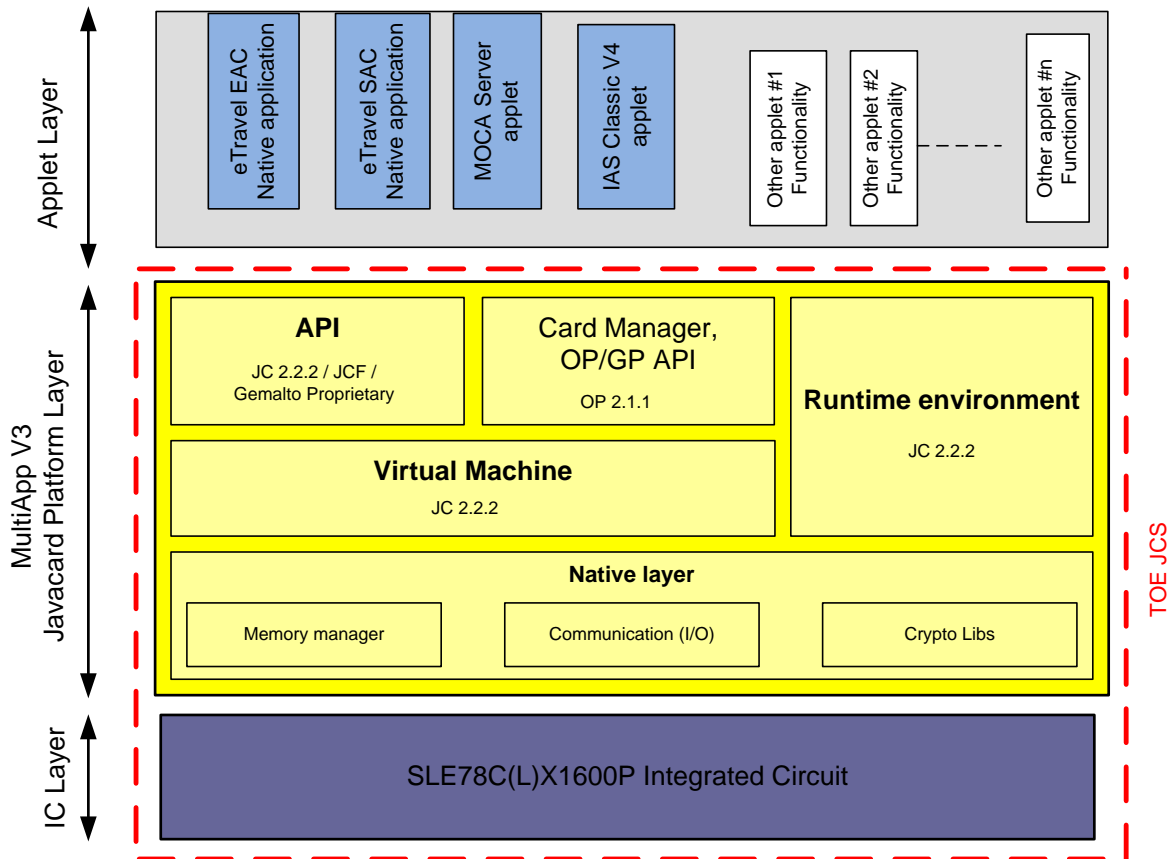 Applet Layer
eTravel EAC
Native application
eTravel SAC
Native application
MOCA Server
applet
IAS Classic V4
applet
Other applet #1
Functionality
Other applet #2
Functionality
Other applet #n
Functionality
MultiApp V3
Javacard Platform Layer
API
JC 2.2.2 / JCF /
Gemalto Proprietary
Card Manager,
OP/GP API
OP 2.1.1
Runtime environment
JC 2.2.2
Virtual Machine
JC 2.2.2
Native layer
Memory manager
Communication (I/O)
Crypto Libs
TOE JCS
IC Layer
SLE78C(L)X1600P Integrated Circuit